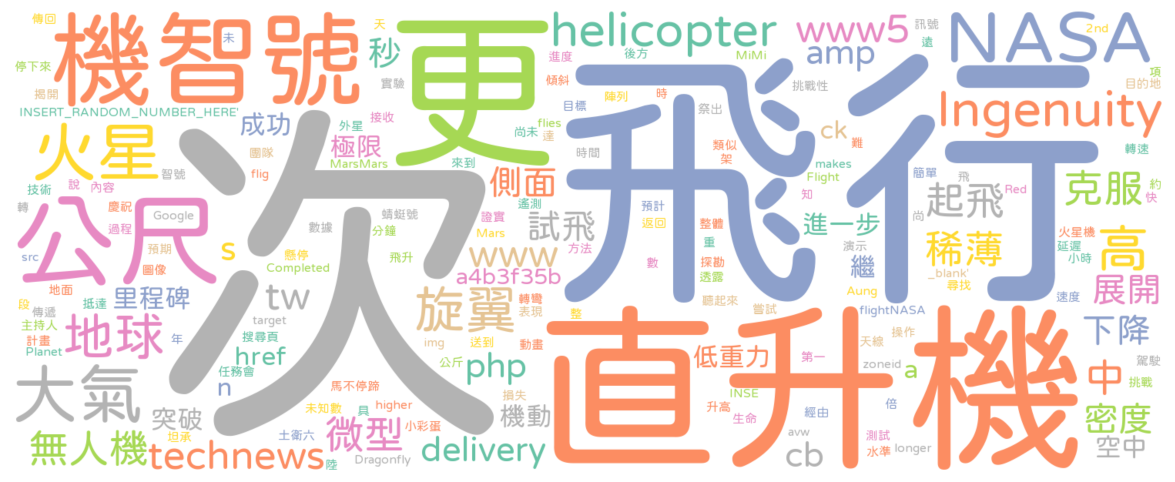 傳回
機智號
未
天
秒
更
helicopter
www5
訊號
NASA
2nd
停下來
實驗
進度
後方
MiMi
amp
遠
項
目的地
揭開
傾斜
挑戰性
INSERT_RANDOM_NUMBER_HERE'
成功
外星
接收
目標
陣列
時
祭出
Ingenuity
火星
團隊
極限
尚未
flies
達
時間
類似
架
ck
難
轉速
智號
MarsMars
來到
側面
makes
Flight
簡單
飛
約
快
技術
說
內容
flig
次
飛行
知
起飛
Red
克服
公尺
轉
慶祝
過程
Google
數據
蜻蜓號
分鐘
遙測
證實
Mars
試飛
預計
返回
整體
重
進一步
尚
火星機
延遲
小時
src
預期
圖像
s
懸停
Completed
飛升
www
a4b3f35b
方法
數
探勘
透露
演示
繼
稀薄
_blank'
尋找
高
地面
段
傳遞
抵達
里程碑
tw
target
旋翼
轉彎
表現
整
聽起來
嘗試
Aung
flightNASA
速度
展開
主持人
計畫
Planet
地球
年
搜尋頁
任務會
href
img
送到
動畫
直升機
低重力
第一
天線
操作
zoneid
a
下降
駕駛
大氣
n
公斤
php
中
挑戰
突破
馬不停蹄
未知數
具
higher
損失
小彩蛋
機動
INSE
升高
生命
經由
倍
密度
無人機
坦承
土衛六
technews
陸
微型
Dragonfly
delivery
avw
cb
測試
水準
longer
空中